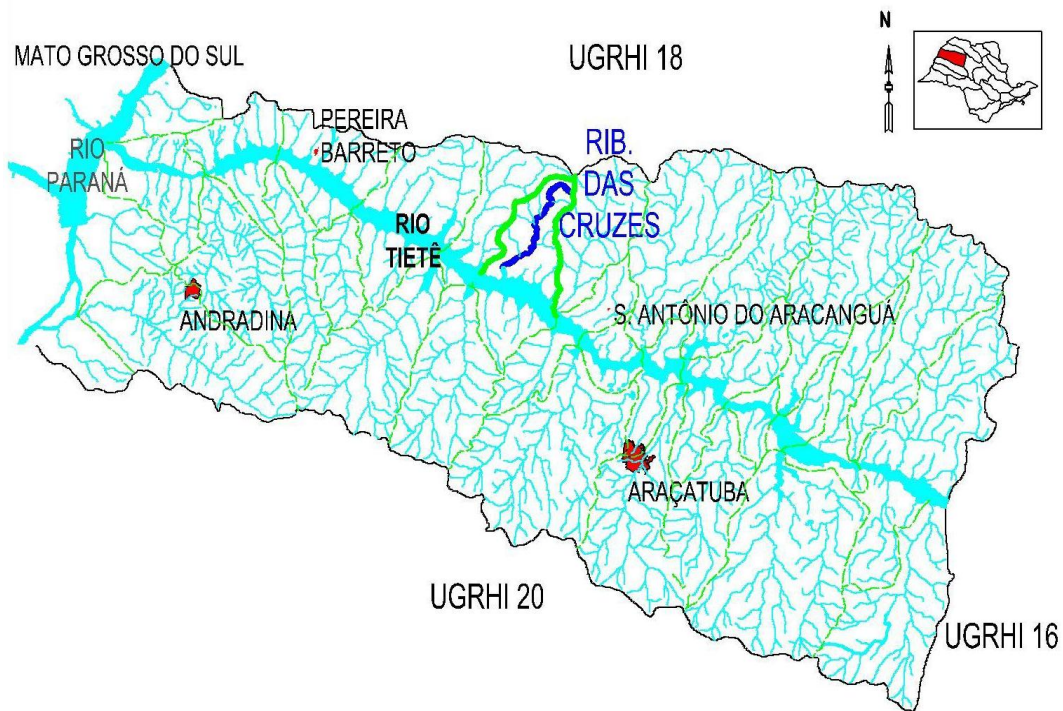 N
MATO GROSSO DO SUL
UGRHI 18
PEREIRA
BARRETO
RIO
PARANÁ
RIB.
DAS
CRUZES
RIO
TIETÊ
ANDRADINA
S. ANTÔNIO DO ARACANGUÁ
ARAÇATUBA
UGRHI 20
UGRHI 16